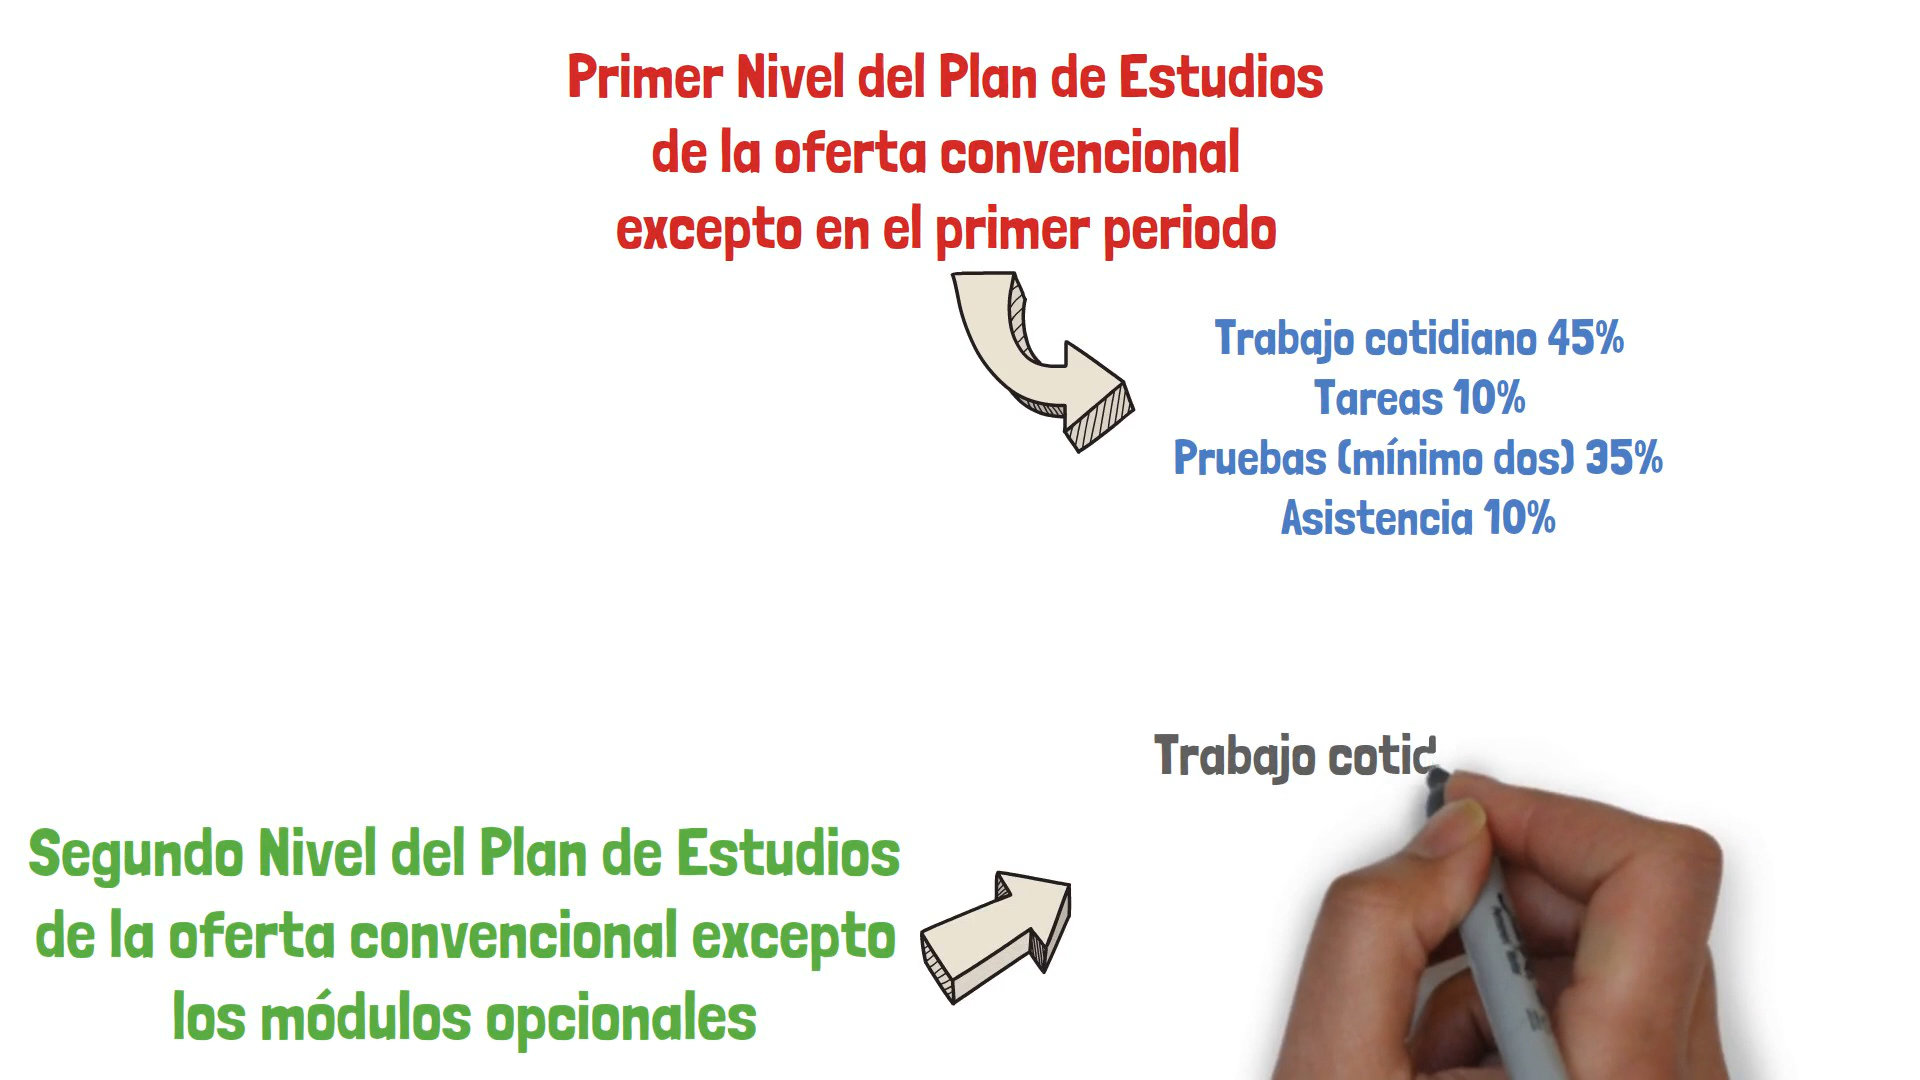 Primer Nivel del Plan de Estudios
de la oferta convencional
excepto en el primer periodo
Trabajo cotidiano 45%
Tareas 10%
Pruebas (mínimo dos) 35%
Asistencia 10%
Trabajo cotid
Segundo Nivel del Plan de Estudios
de la oferta convencional excepto
los módulos opcionales